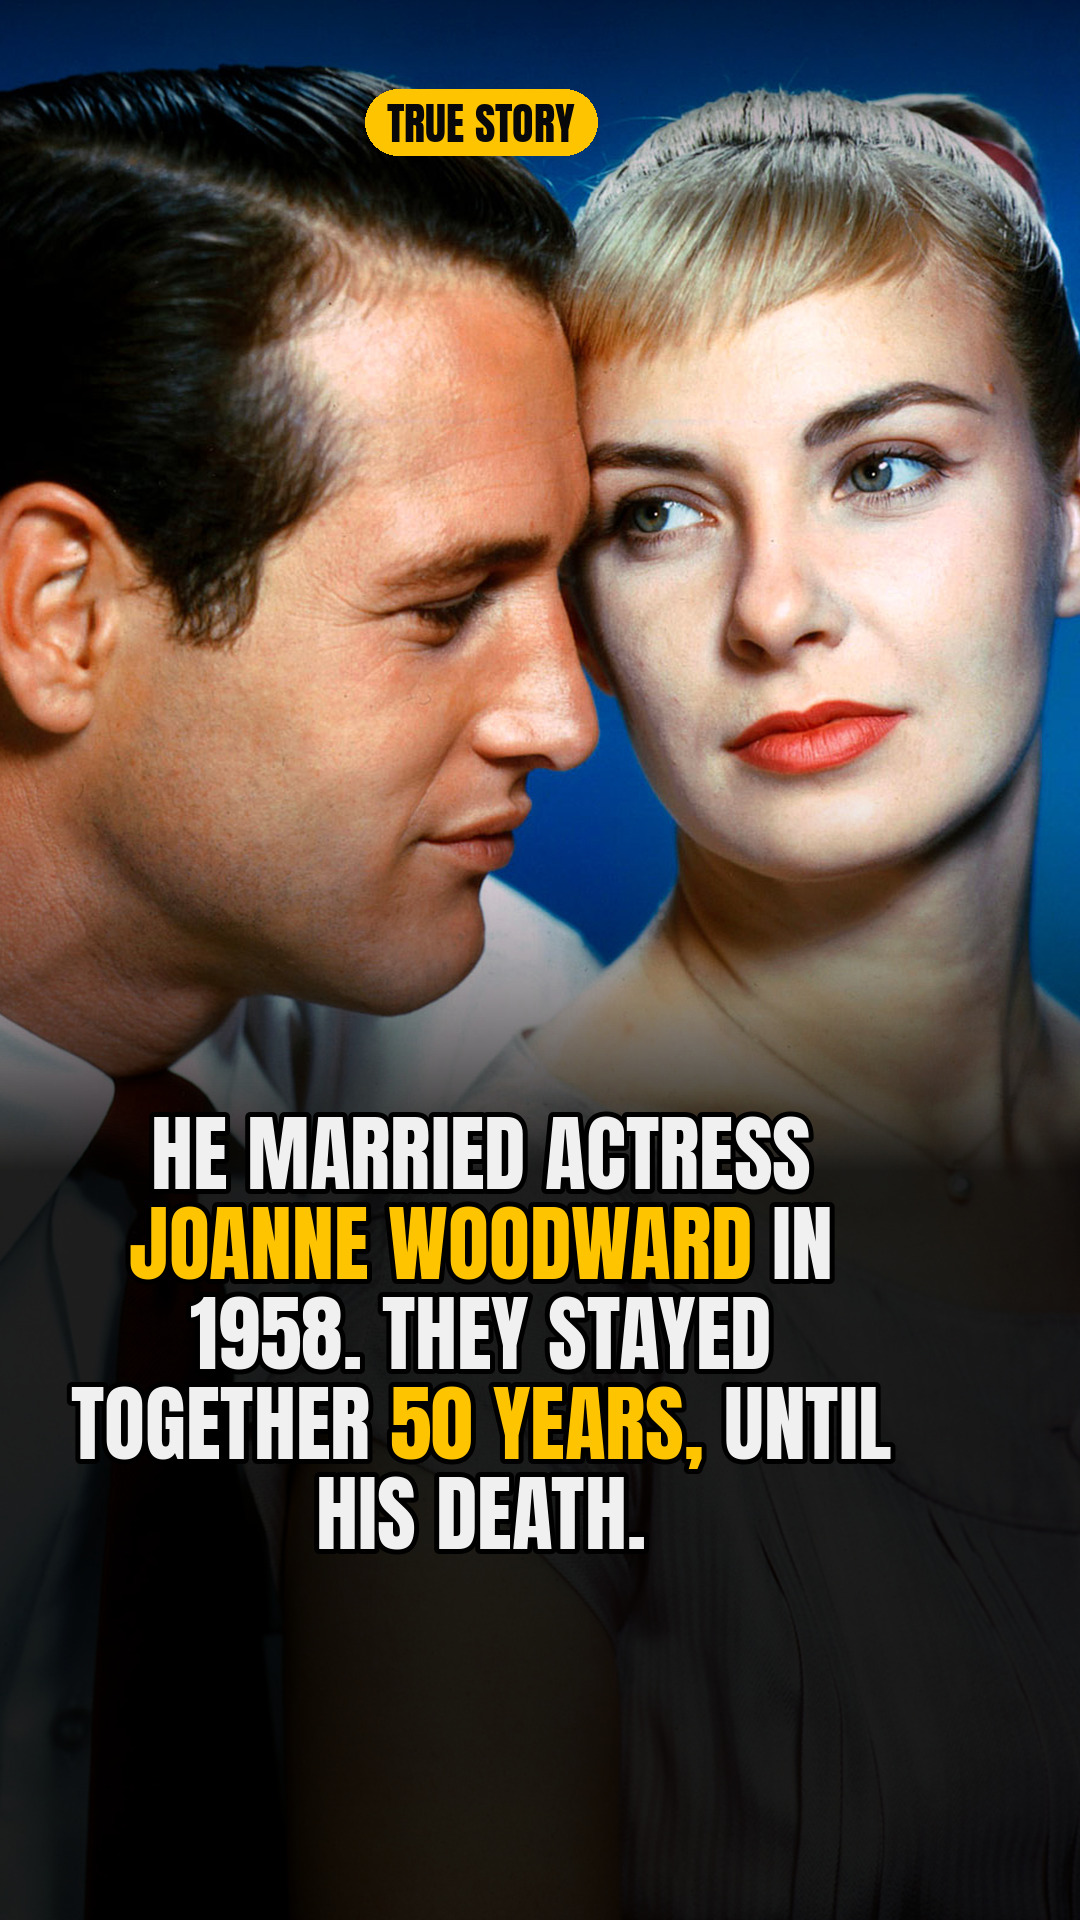 TRUE STORY
HE MARRIED ACTRESS
JOANNE WOODWARD IN
1958. THEY STAYED
TOGETHER 50 YEARS, UNTIL
HIS DEATH.